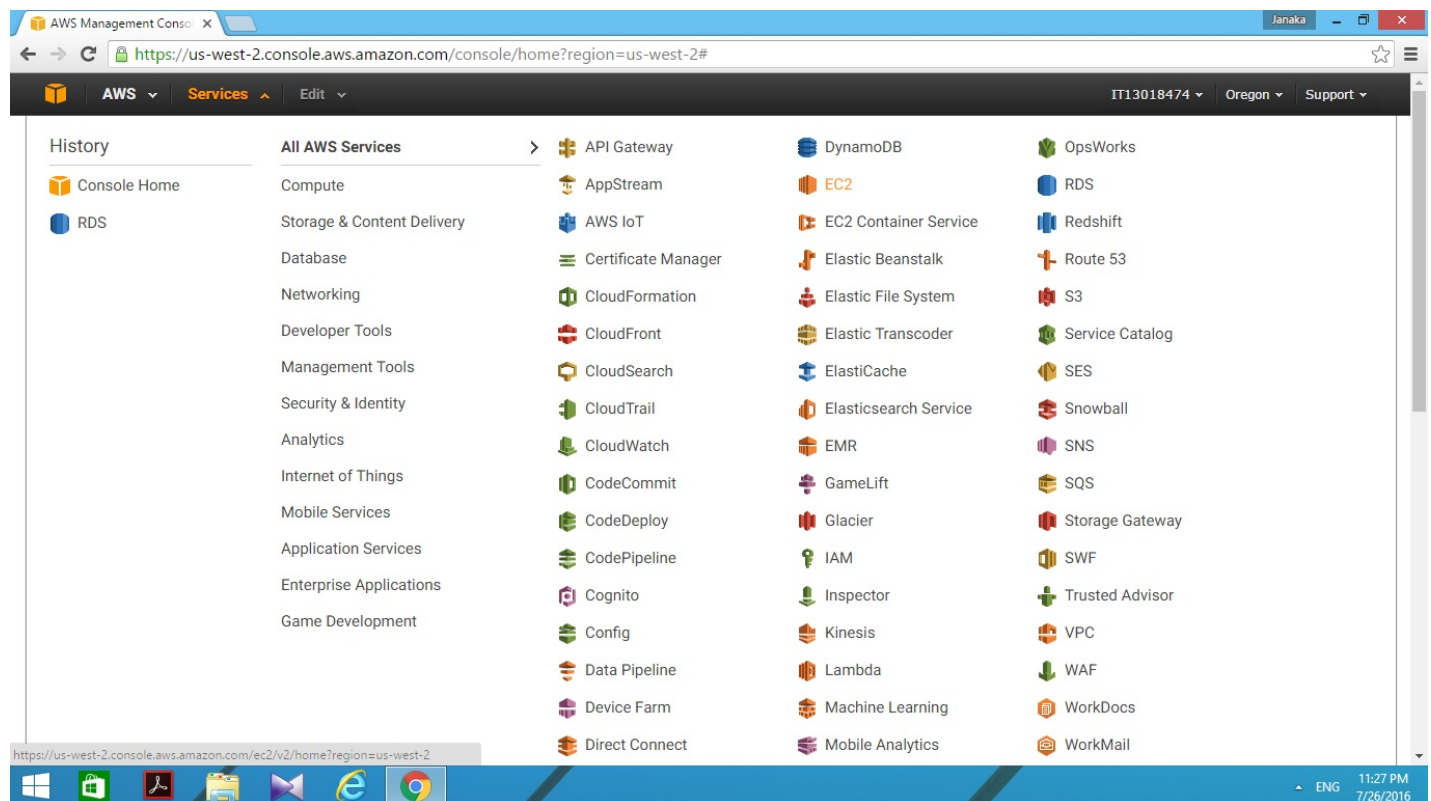 AWS Management Conso
Janaka
https://us-west-2.console.aws.amazon.com/console/home?region=us-west-2#
AWS Services Edit IT13018474 Oregon Support
History
Console Home
RDS
All AWS Services
Compute
Storage & Content Delivery
Database
Networking
Developer Tools
Management Tools
Security & Identity
Analytics
Internet of Things
Mobile Services
Application Services
Enterprise Applications
Game Development
API Gateway
AppStream
AWS IoT
Certificate Manager
CloudFormation
CloudFront
CloudSearch
CloudTrail
CloudWatch
CodeCommit
CodeDeploy
CodePipeline
Cognito
Config
Data Pipeline
Device Farm
Direct Connect
DynamoDB
EC2
EC2 Container Service
Elastic Beanstalk
Elastic File System
Elastic Transcoder
ElastiCache
Elasticsearch Service
EMR
GameLift
Glacier
IAM
Inspector
Kinesis
Lambda
Machine Learning
Mobile Analytics
OpsWorks
RDS
Redshift
Route 53
S3
Service Catalog
SES
Snowball
SNS
SQS
Storage Gateway
SWF
Trusted Advisor
VPC
WAF
WorkDocs
WorkMail
https://us-west-2.console.aws.amazon.com/ec2/v2/home?region=us-west-2
ENG
11:27 PM
7/26/2016